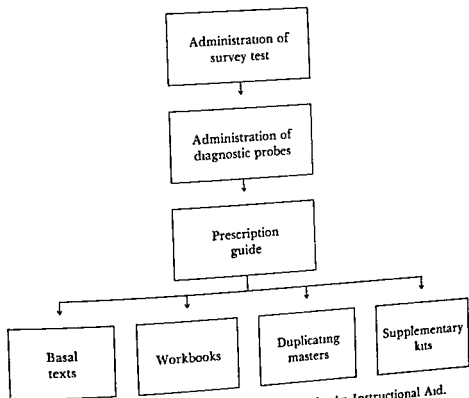 Administration of
survey test
Administration of
diagnostic probes
Prescription
guide
Basal
texts
Workbooks
Duplicating
masters
Supplementary
kits
Instructional Aid.